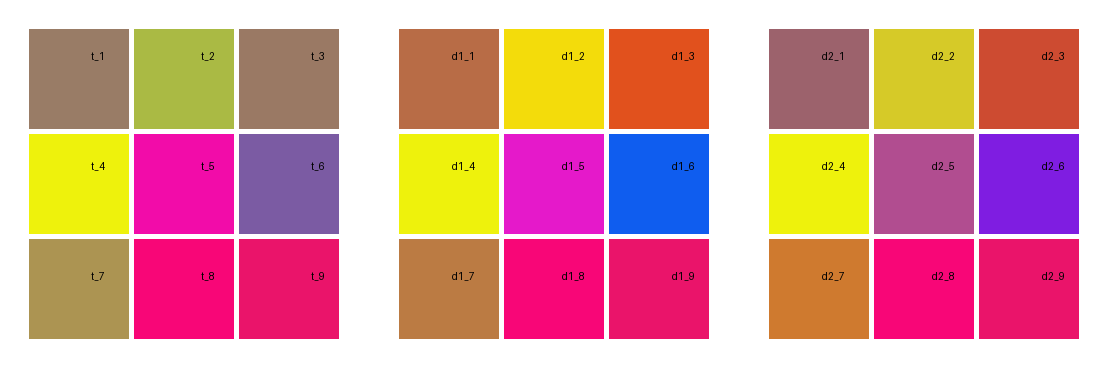 t_1 t_2 t_3 d1_1 d1_2 d1_3 d2_1 d2_2 d2_3
t_4 t_5 t_6 d1_4 d1_5 d1_6 d2_4 d2_5 d2_6
t_7 t_8 t_9 d1_7 d1_8 d1_9 d2_7 d2_8 d2_9